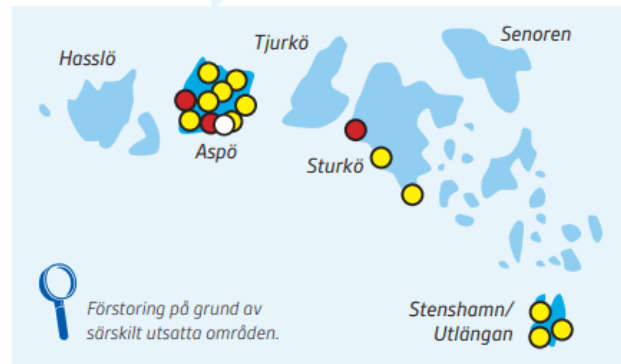 Hasslö
Tjurkö
Senoren
Aspö
Sturkö
Förstoring på grund av
särskilt utsatta områden.
Stenshamn/
Utlängan